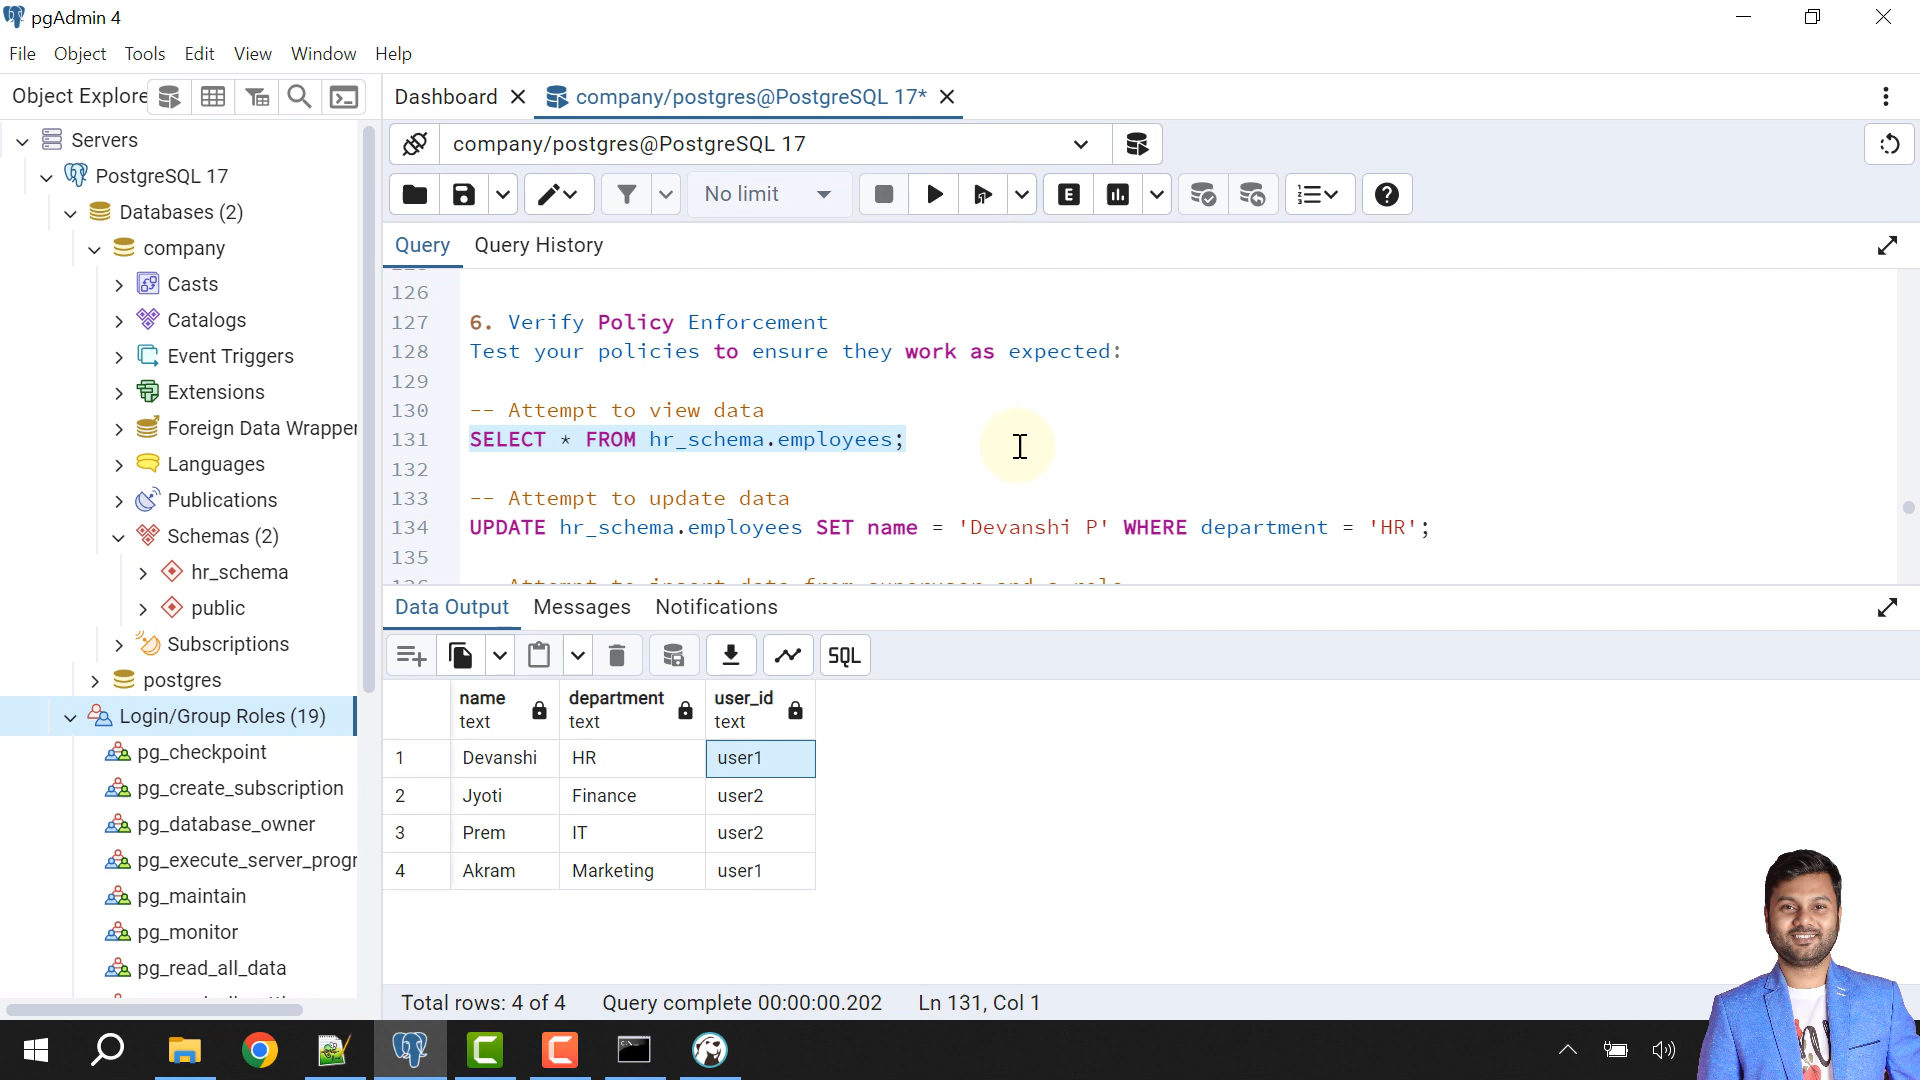 pgAdmin 4
File Object Tools Edit View Window Help
Object Explore
Dashboard
company/postgres@PostgreSQL 17*
Servers
PostgreSQL 17
Databases (2)
company
Casts
Catalogs
Event Triggers
Extensions
Foreign Data Wrapper
Languages
Publications
Schemas (2)
hr_schema
public
Subscriptions
postgres
Login/Group Roles (19)
pg_checkpoint
pg_create_subscription
pg_database_owner
pg_execute_server_progr
pg_maintain
pg_monitor
pg_read_all_data
company/postgres@PostgreSQL 17
No limit
E
Query Query History
126
127 6. Verify Policy Enforcement
128 Test your policies to ensure they work as expected:
129
130 -- Attempt to view data
131 SELECT * FROM hr_schema.employees;
132
133 -- Attempt to update data
134 UPDATE hr_schema.employees SET name = 'Devanshi P' WHERE department = 'HR';
135
Data Output Messages Notifications
SQL
name department user_id
text text text
1 Devanshi HR user1
2 Jyoti Finance user2
3 Prem IT user2
4 Akram Marketing user1
Total rows: 4 of 4 Query complete 00:00:00.202 Ln 131, Col 1